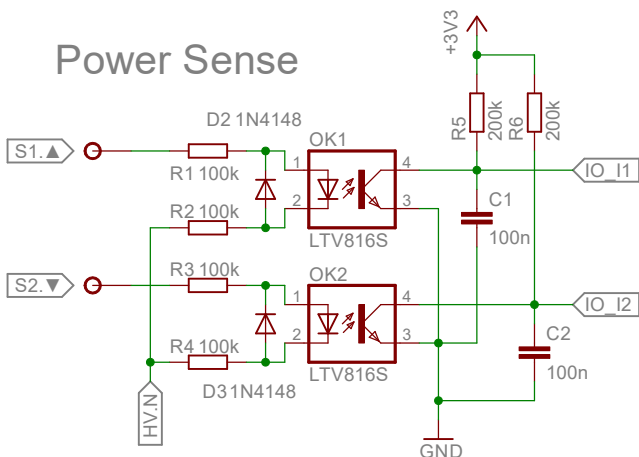 Power Sense
+3V3
D2 1N4148
OK1
R5 200k
R6 200k
S1.▲
R1 100k
1
4
IO_I1
R2 100k
2
3
C1
100n
LTV816S
S2.▼
R3 100k
OK2
1
4
IO_I2
R4 100k
2
3
C2
100n
LTV816S
D3 1N4148
HV.N
GND